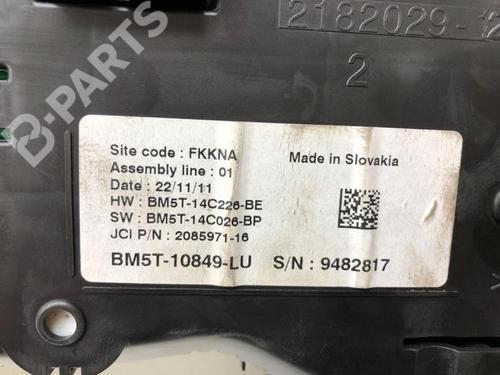 B-PARTS
2182029-12
2
Site code : FKKNA
Made in Slovakia
Assembly line : 01
Date : 22/11/11
HW : BM5T-14C226-BE
SW : BM5T-14C026-BP
JCI P/N : 2085971-16
BM5T-10849-LU S/N : 9482817